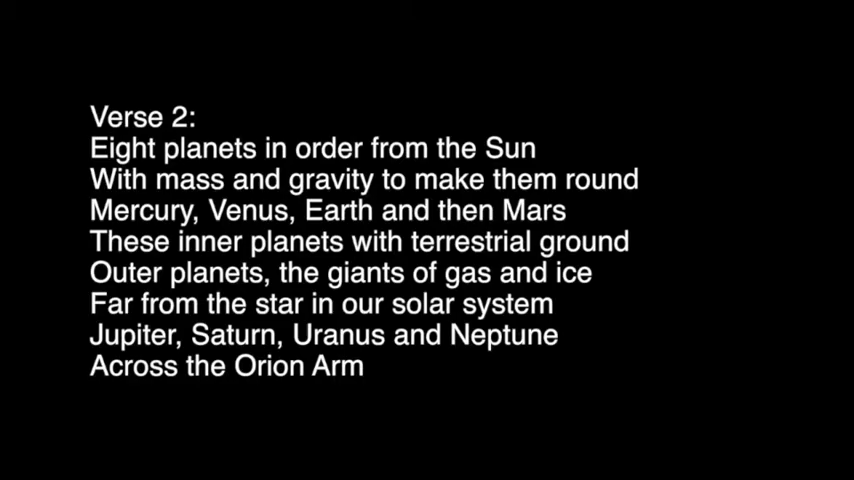 Verse 2:
Eight planets in order from the Sun
With mass and gravity to make them round
Mercury, Venus, Earth and then Mars
These inner planets with terrestrial ground
Outer planets, the giants of gas and ice
Far from the star in our solar system
Jupiter, Saturn, Uranus and Neptune
Across the Orion Arm